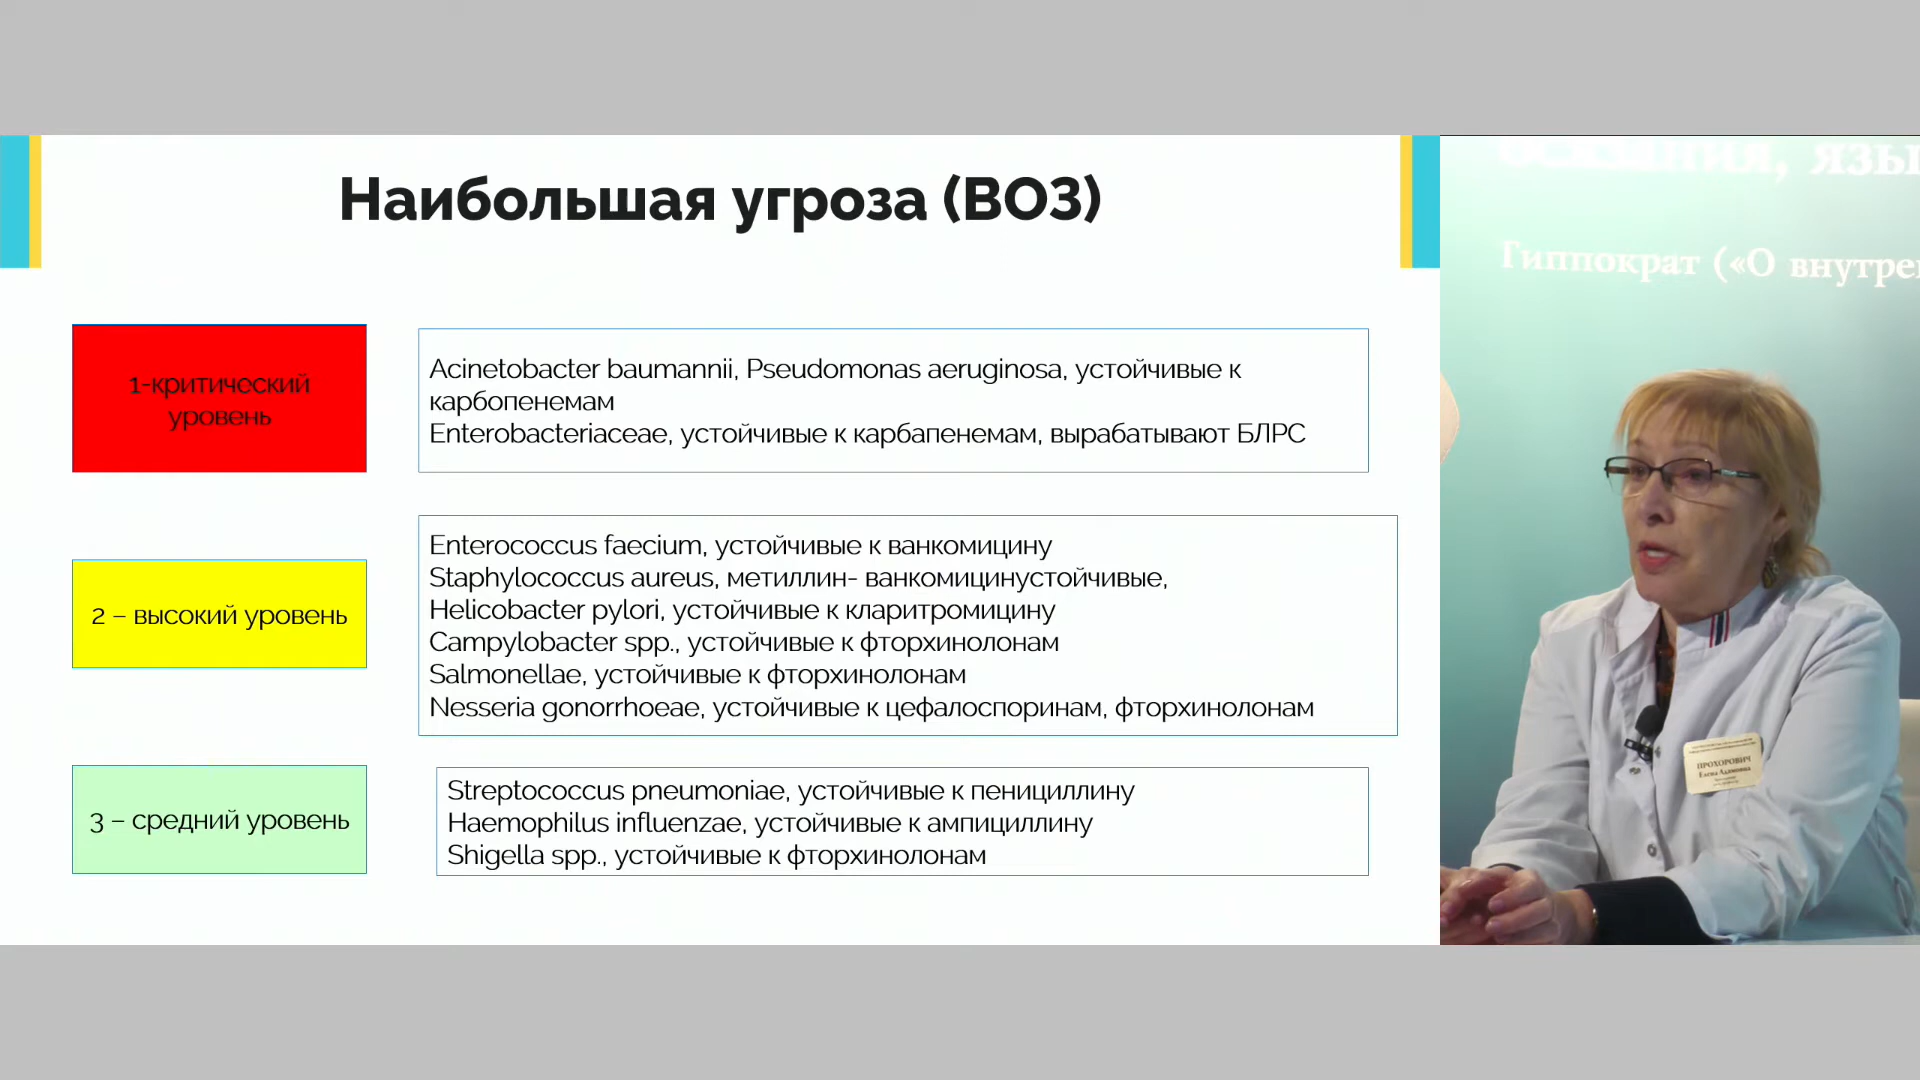 Наибольшая угроза (ВОЗ)
1-критический
уровень
Acinetobacter baumannii, Pseudomonas aeruginosa, устойчивые к
карбопенемам
Enterobacteriaceae, устойчивые к карбапенемам, вырабатывают БЛРС
2 – высокий уровень
Enterococcus faecium, устойчивые к ванкомицину
Staphylococcus aureus, метиллин- ванкомицинустойчивые,
Helicobacter pylori, устойчивые к кларитромицину
Campylobacter spp., устойчивые к фторхинолонам
Salmonellae, устойчивые к фторхинолонам
Nesseria gonorrhoeae, устойчивые к цефалоспоринам, фторхинолонам
3 – средний уровень
Streptococcus pneumoniae, устойчивые к пенициллину
Haemophilus influenzae, устойчивые к ампициллину
Shigella spp., устойчивые к фторхинолонам
Гиппократ («О
ПРОХОРОВИЧ
Елена Адамовна